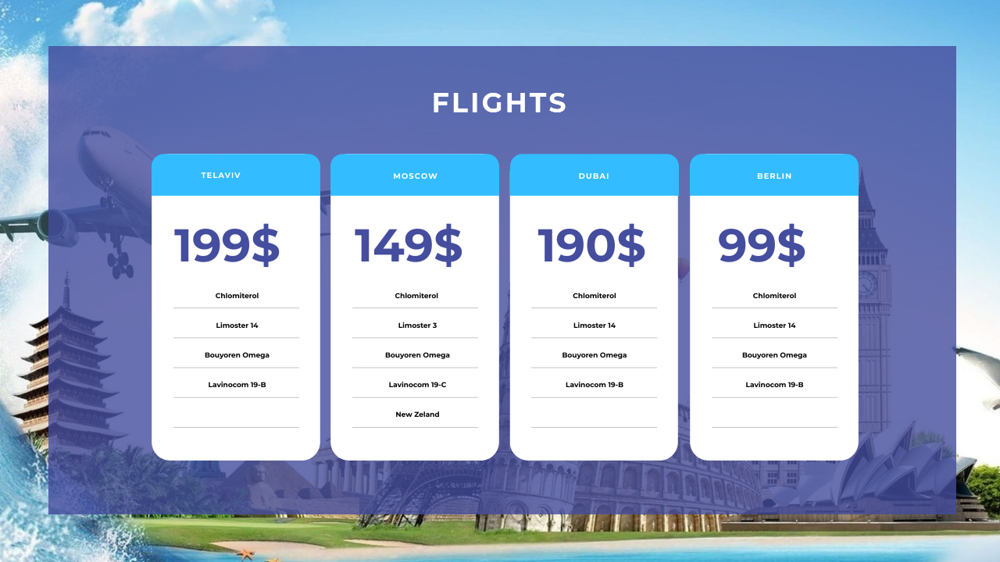 FLIGHTS
TELAVIV
199$
Chlomiterol
Limoster 14
Bouyoren Omega
Lavinocom 19-B
MOSCOW
149$
Chlomiterol
Limoster 3
Bouyoren Omega
Lavinocom 19-C
New Zeland
DUBAI
190$
Chlomiterol
Limoster 14
Bouyoren Omega
Lavinocom 19-B
BERLIN
99$
Chlomiterol
Limoster 14
Bouyoren Omega
Lavinocom 19-B